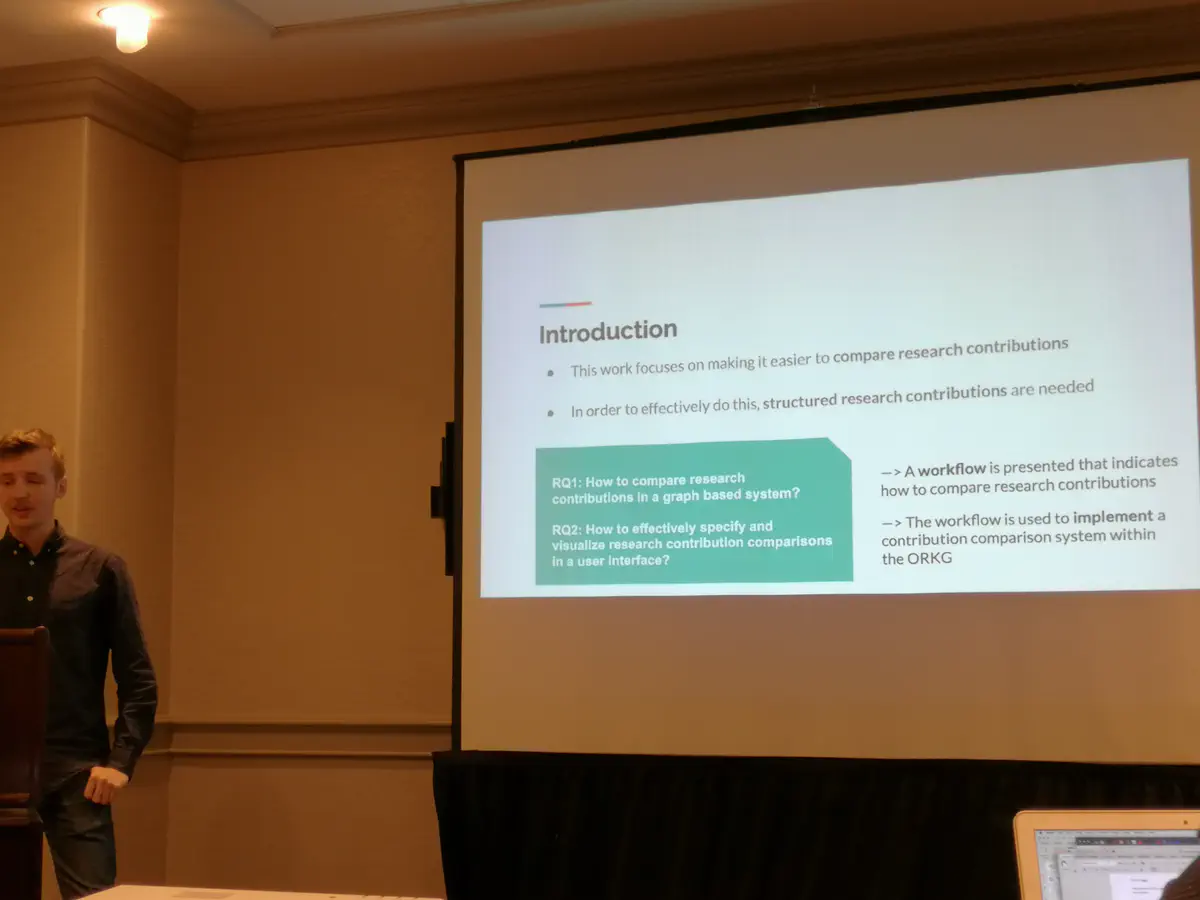 Introduction
This work focuses on making it easier to compare research contributions
In order to effectively do this, structured research contributions are needed
RQ1: How to compare research
contributions in a graph based system?
RQ2: How to effectively specify and
visualize research contribution comparisons
in a user interface?
—> A workflow is presented that indicates
how to compare research contributions
—> The workflow is used to implement a
contribution comparison system within
the ORKG